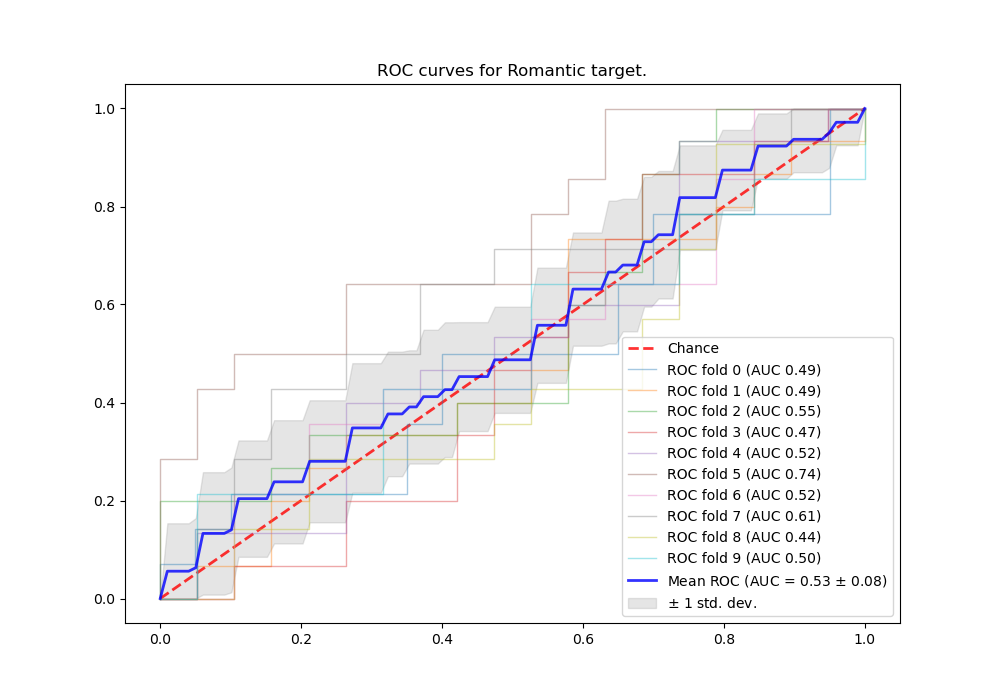 ROC curves for Romantic target.
1.0
0.8
0.6
0.4
0.2
0.0
0.0 0.2 0.4 0.6 0.8 1.0
Chance
ROC fold 0 (AUC 0.49)
ROC fold 1 (AUC 0.49)
ROC fold 2 (AUC 0.55)
ROC fold 3 (AUC 0.47)
ROC fold 4 (AUC 0.52)
ROC fold 5 (AUC 0.74)
ROC fold 6 (AUC 0.52)
ROC fold 7 (AUC 0.61)
ROC fold 8 (AUC 0.44)
ROC fold 9 (AUC 0.50)
Mean ROC (AUC = 0.53 ± 0.08)
± 1 std. dev.